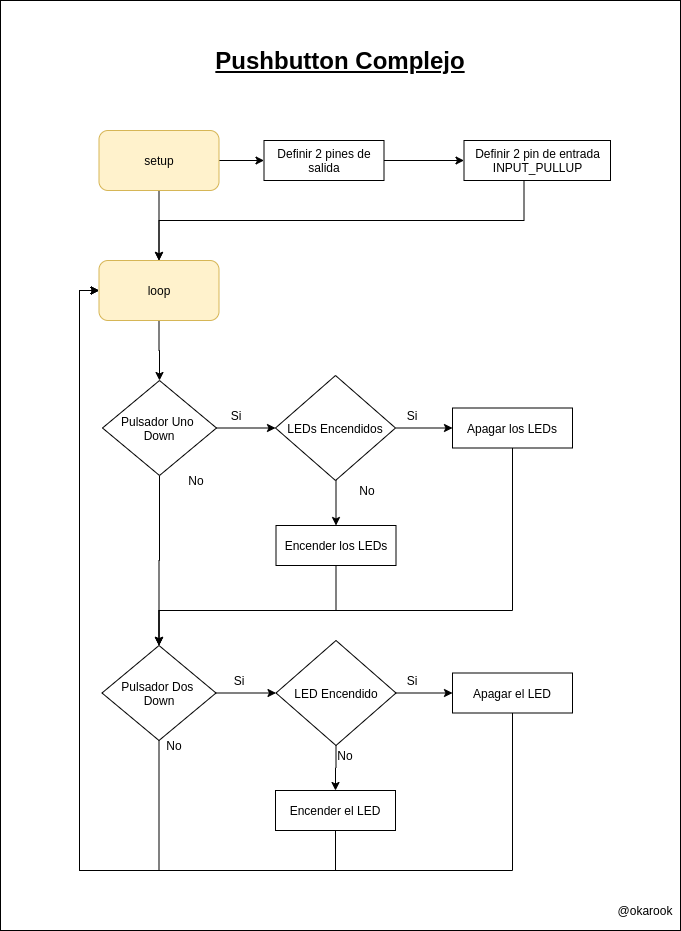 Pushbutton Complejo
setup
Definir 2 pines de
salida
Definir 2 pin de entrada
INPUT_PULLUP
loop
Pulsador Uno
Down
Si
LEDs Encendidos
Si
Apagar los LEDs
No
No
Encender los LEDs
Pulsador Dos
Down
Si
LED Encendido
Si
Apagar el LED
No
No
Encender el LED
@okarook